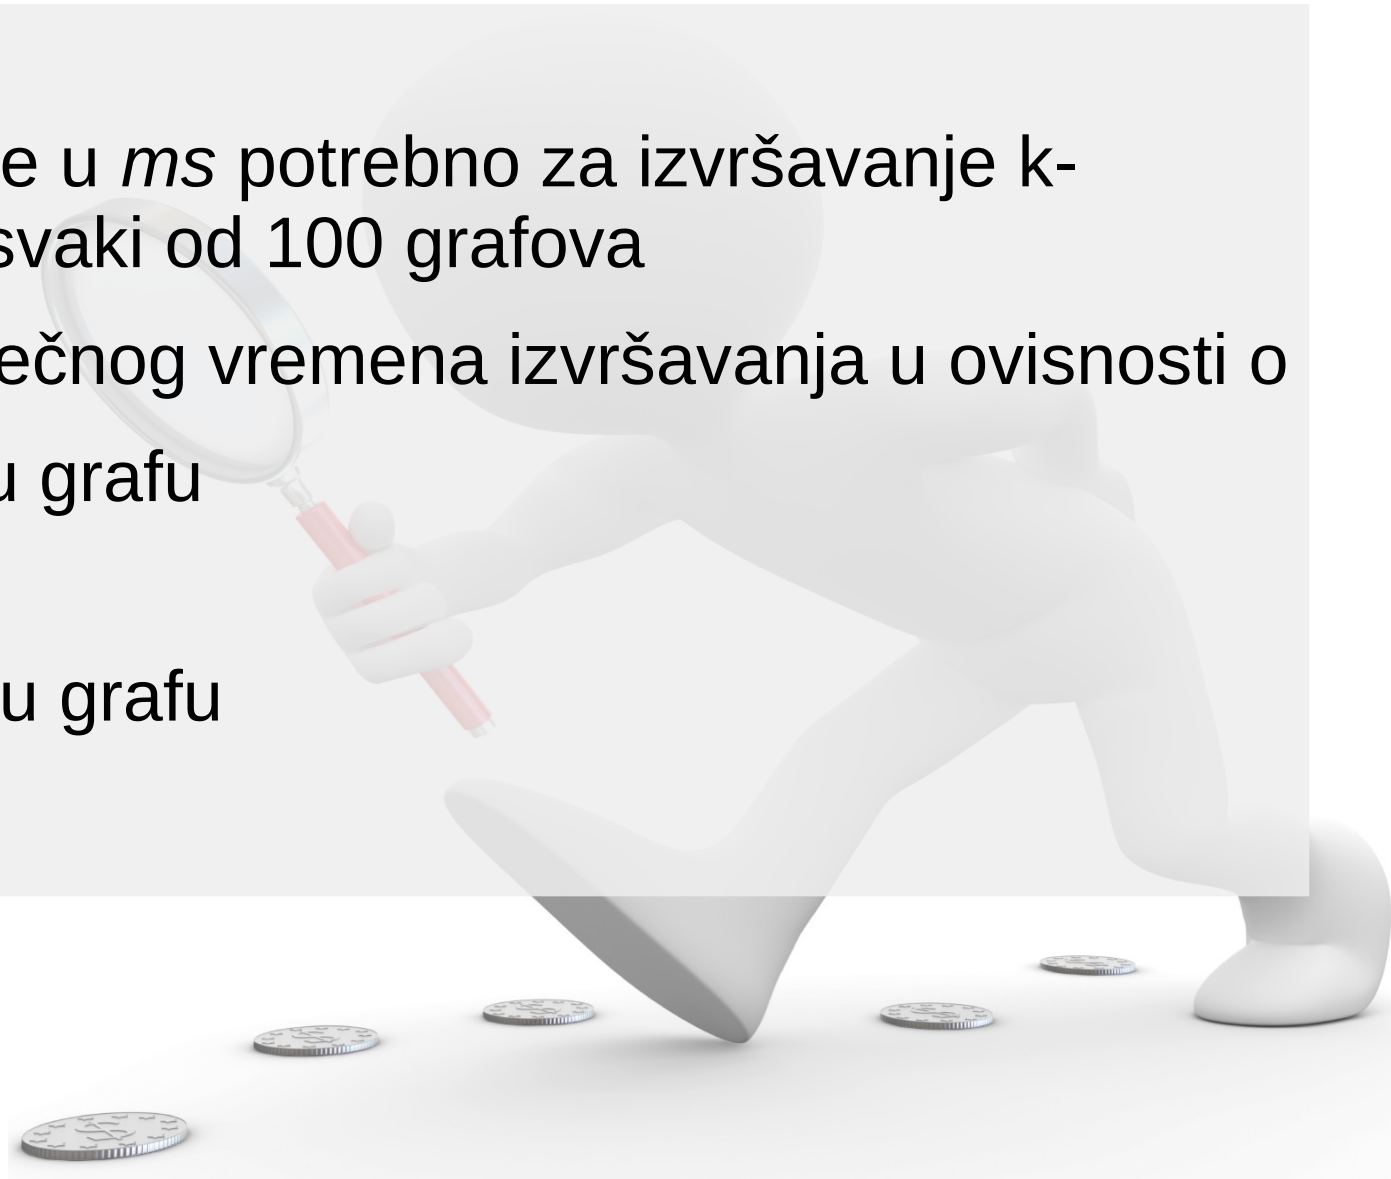 e u ms potrebno za izvršavanje k-
svaki od 100 grafova
ečnog vremena izvršavanja u ovisnosti o
u grafu
u grafu